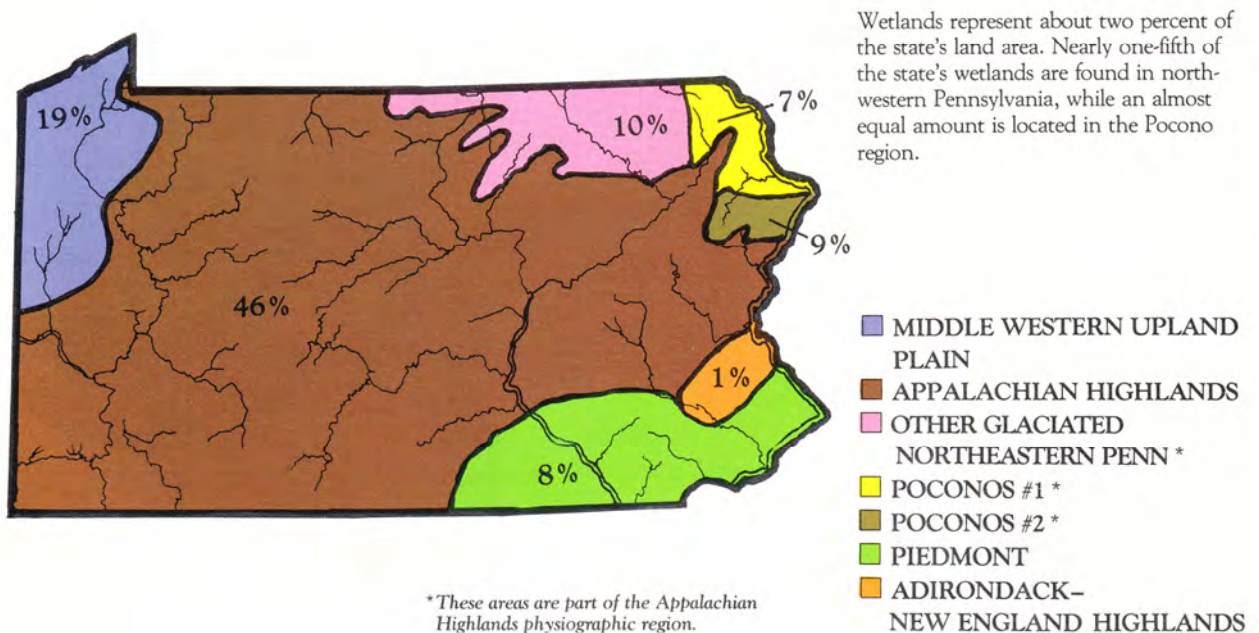 Wetlands represent about two percent of
the state's land area. Nearly one-fifth of
the state's wetlands are found in north-
western Pennsylvania, while an almost
equal amount is located in the Pocono
region.
19%
10%
7%
9%
46%
1%
8%
MIDDLE WESTERN UPLAND
PLAIN
APPALACHIAN HIGHLANDS
OTHER GLACIATED
NORTHEASTERN PENN *
POCONOS #1 *
POCONOS #2 *
PIEDMONT
ADIRONDACK–
NEW ENGLAND HIGHLANDS
*These areas are part of the Appalachian
Highlands physiographic region.